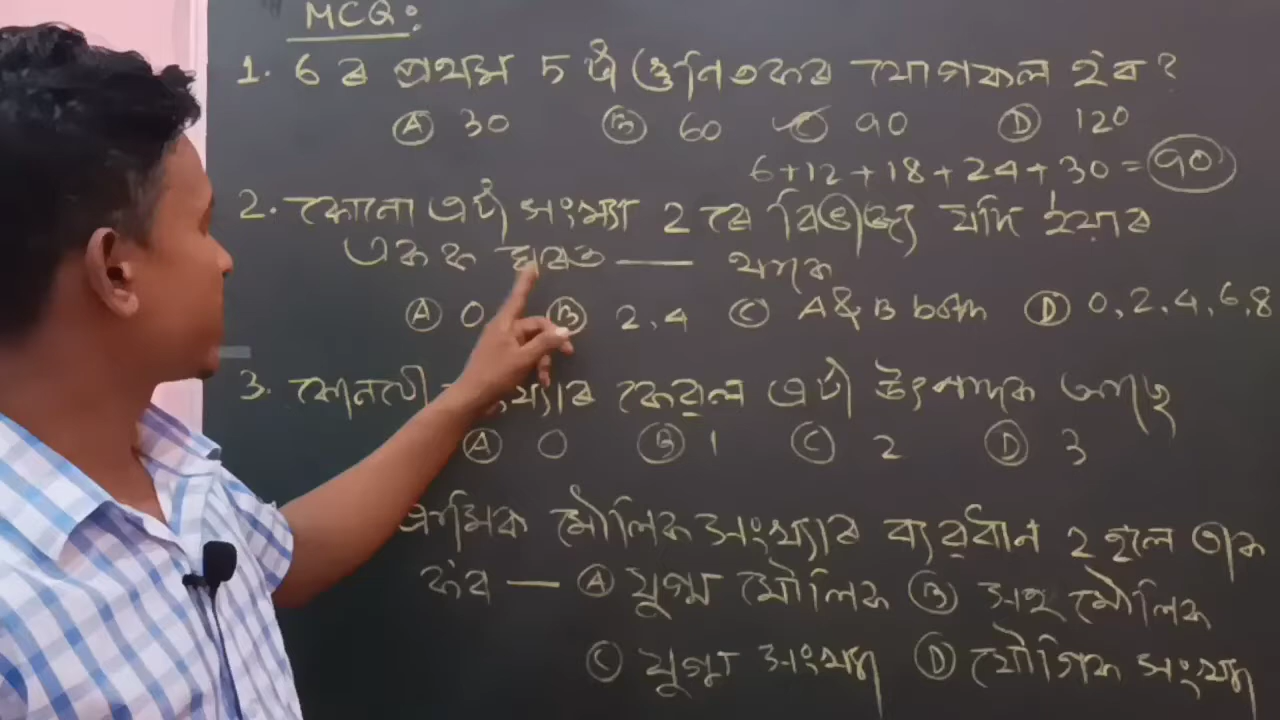 MCQ:
1. 6 ৰ প্ৰথম 5 টা গুণিতকৰ যোগফল হ'ব?
Ⓐ 30 Ⓑ 60 Ⓒ 90 Ⓓ 120
6+12+18+24+30 = 90
2. কোনো এটা সংখ্যা 2 ৰে বিভাজ্য যদি ইয়াৰ
একক ঘৰত — থাকে
Ⓐ 0 Ⓑ 2,4 Ⓒ A & B both Ⓓ 0,2,4,6,8
3. কোনটো সংখ্যাৰ কেৱল এটা উৎপাদক আছে
Ⓐ 0 Ⓑ 1 Ⓒ 2 Ⓓ 3
ক্ৰমিক মৌলিক সংখ্যাৰ ব্যৱধান 2 হ'লে তাক
ক'ব — Ⓐ যুগ্ম মৌলিক Ⓑ সহ মৌলিক
Ⓒ যুগ্ম সংখ্যা Ⓓ যৌগিক সংখ্যা